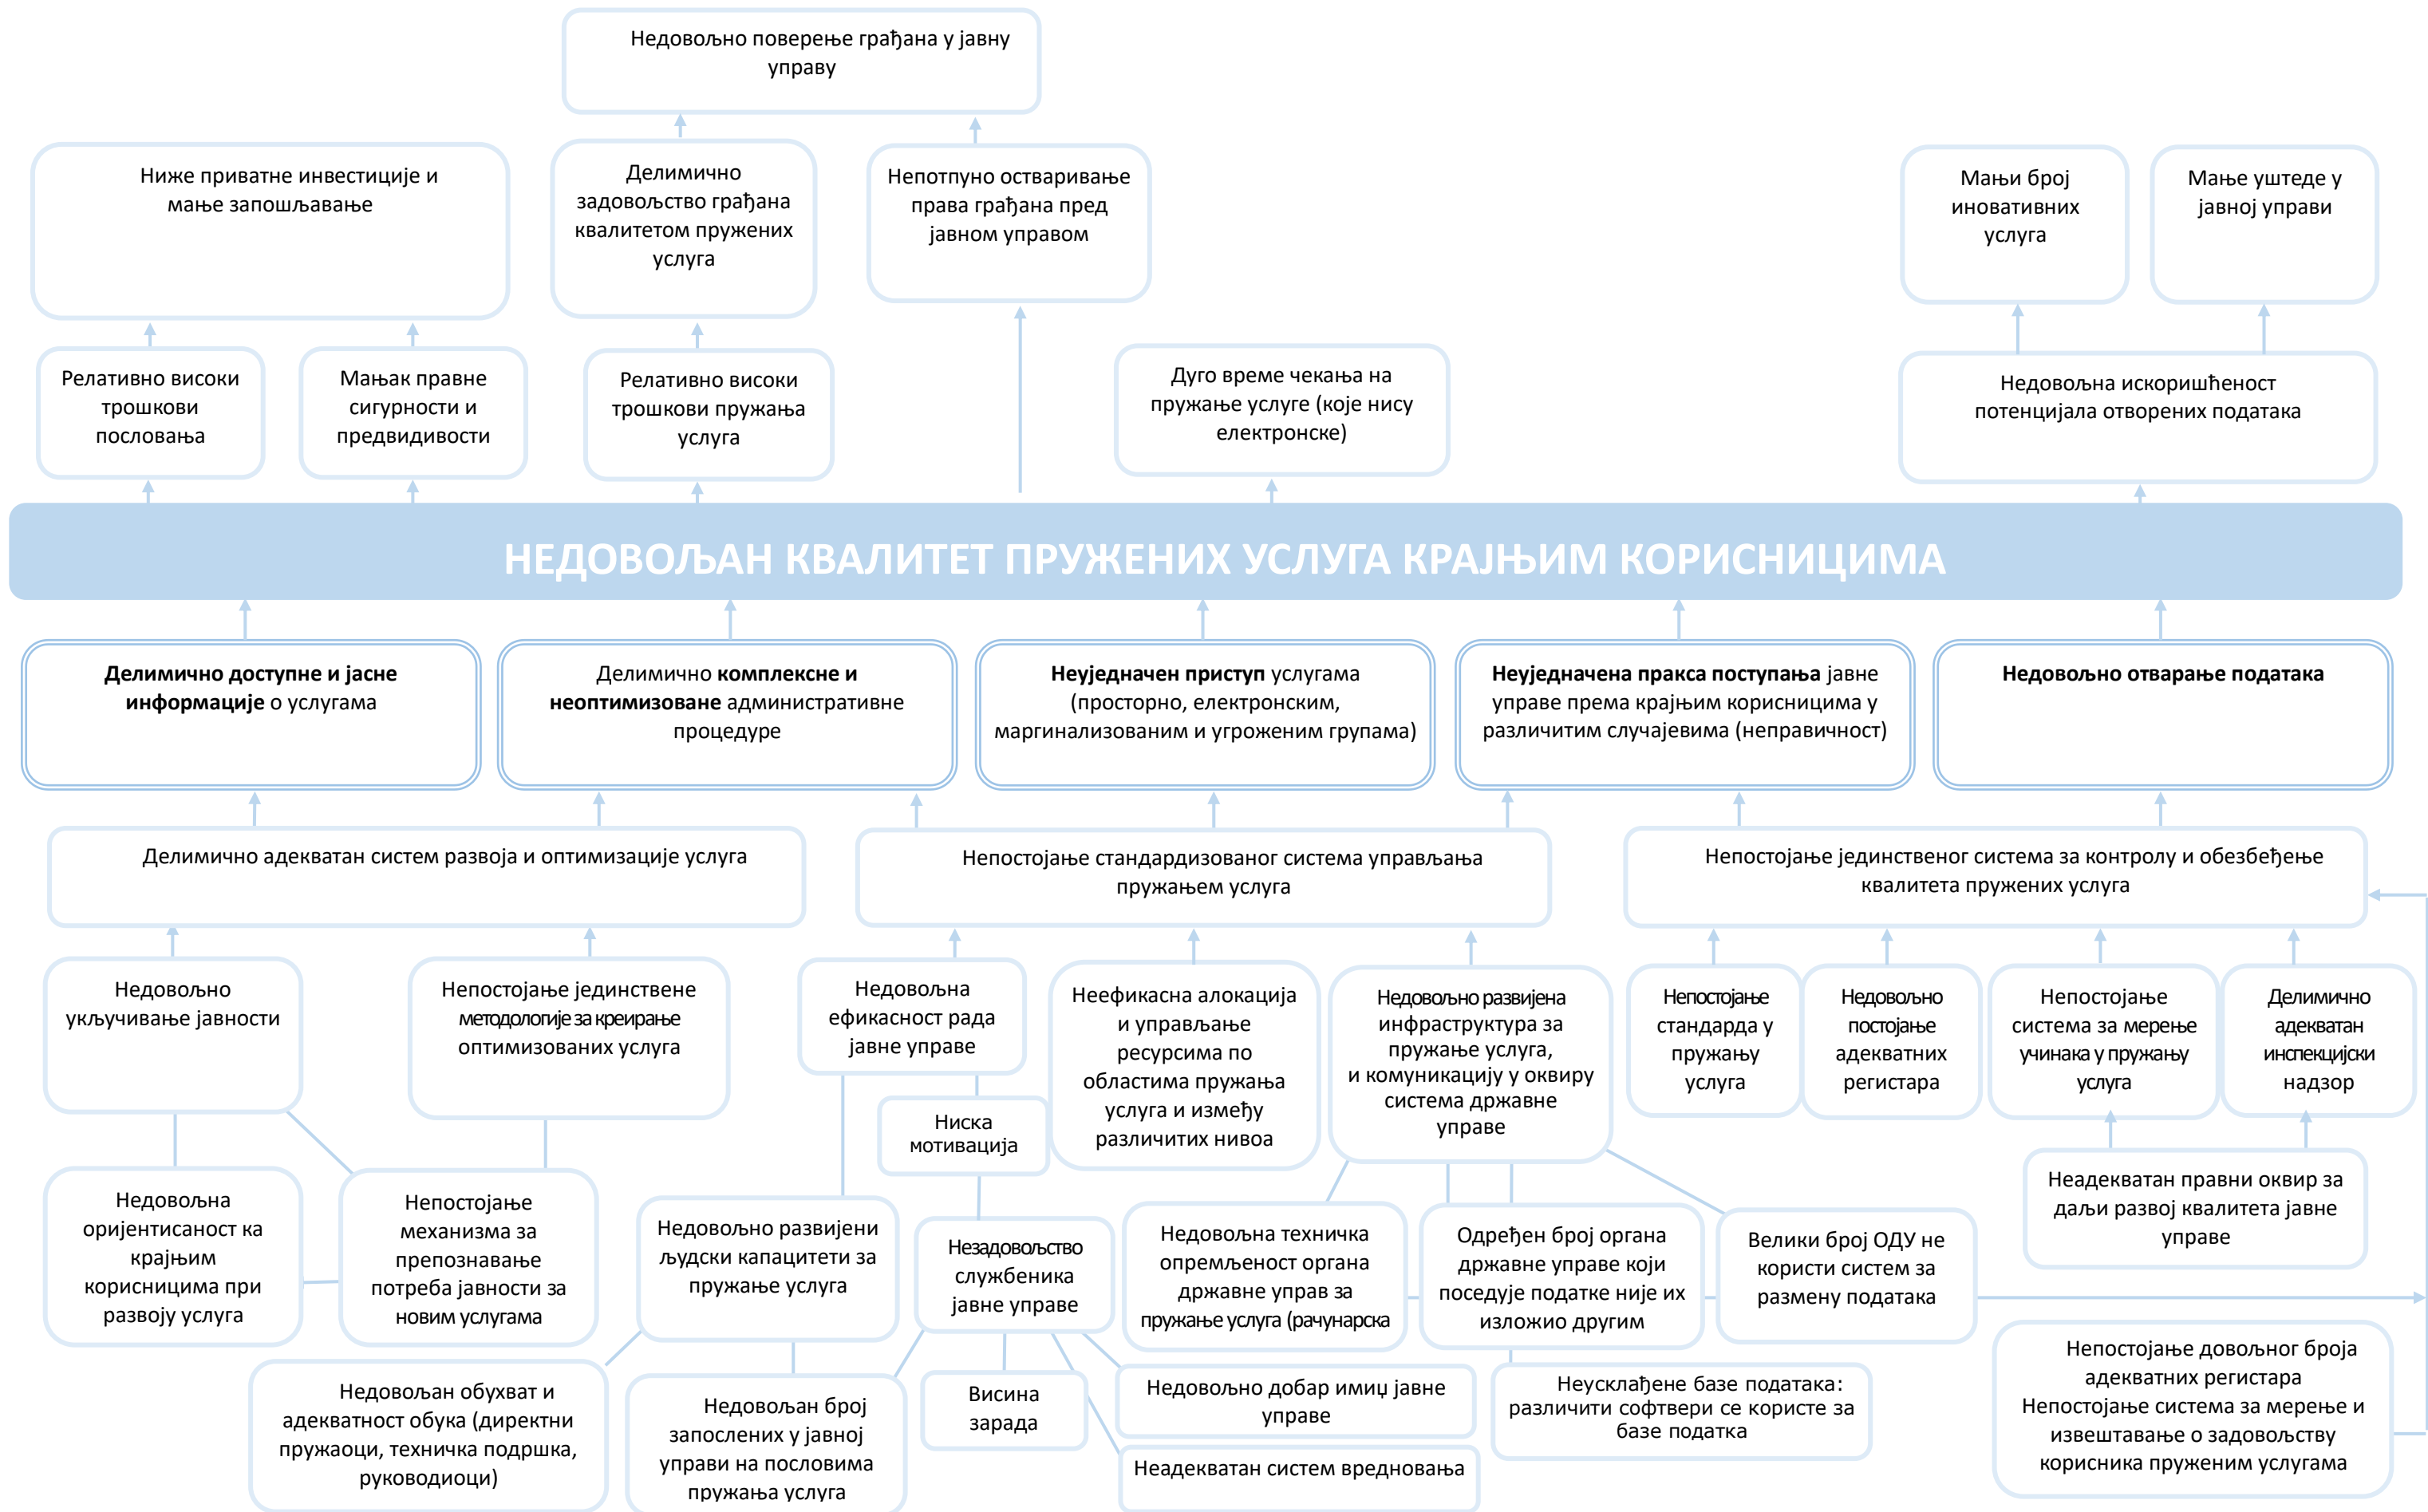 Недовољно поверење грађана у јавну
управу
Ниже приватне инвестиције и
мање запошљавање
Делимично
задовољство грађана
квалитетом пружених
услуга
Непотпуно остваривање
права грађана пред
јавном управом
Мањи број
иновативних
услуга
Мање уштеде у
јавној управи
Релативно високи
трошкови
пословања
Мањак правне
сигурности и
предвидивости
Релативно високи
трошкови пружања
услуга
Дуго време чекања на
пружање услуге (које нису
електронске)
Недовољна искоришћеност
потенцијала отворених података
НЕДОВОЉАН КВАЛИТЕТ ПРУЖЕНИХ УСЛУГА КРАЈЊИМ КОРИСНИЦИМА
Делимично доступне и јасне
информације о услугама
Делимично комплексне и
неоптимизоване административне
процедуре
Неуједначен приступ услугама
(просторно, електронским,
маргинализованим и угроженим групама)
Неуједначена пракса поступања јавне
управе према крајњим корисницима у
различитим случајевима (неправичност)
Недовољно отварање података
Делимично адекватан систем развоја и оптимизације услуга
Непостојање стандардизованог система управљања
пружањем услуга
Непостојање јединственог система за контролу и обезбеђење
квалитета пружених услуга
Недовољно
укључивање јавности
Непостојање јединствене
методологије за креирање
оптимизованих услуга
Недовољна
ефикасност рада
јавне управе
Неефикасна алокација
и управљање
ресурсима по
областима пружања
услуга и између
различитих нивоа
Недовољно развијена
инфраструктура за
пружање услуга,
и комуникацију у оквиру
система државне
управе
Непостојање
стандарда у
пружању
услуга
Недовољно
постојање
адекватних
регистара
Непостојање
система за мерење
учинака у пружању
услуга
Делимично
адекватан
инспекцијски
надзор
Ниска
мотивација
Недовољна
оријентисаност ка
крајњим
корисницима при
развоју услуга
Непостојање
механизма за
препознавање
потреба јавности за
новим услугама
Недовољно развијени
људски капацитети за
пружање услуга
Незадовољство
службеника
јавне управе
Недовољна техничка
опремљеност органа
државне управ за
пружање услуга (рачунарска
Одређен број органа
државне управе који
поседује податке није их
изложио другим
Велики број ОДУ не
користи систем за
размену података
Неадекватан правни оквир за
даљи развој квалитета јавне
управе
Недовољан обухват и
адекватност обука (директни
пружаоци, техничка подршка,
руководиоци)
Недовољан број
запослених у јавној
управи на пословима
пружања услуга
Висина
зарада
Недовољно добар имиџ јавне
управе
Неадекватан систем вредновања
Неусклађене базе података:
различити софтвери се користе за
базе податка
Непостојање довољног броја
адекватних регистара
Непостојање система за мерење и
извештавање о задовољству
корисника пруженим услугама